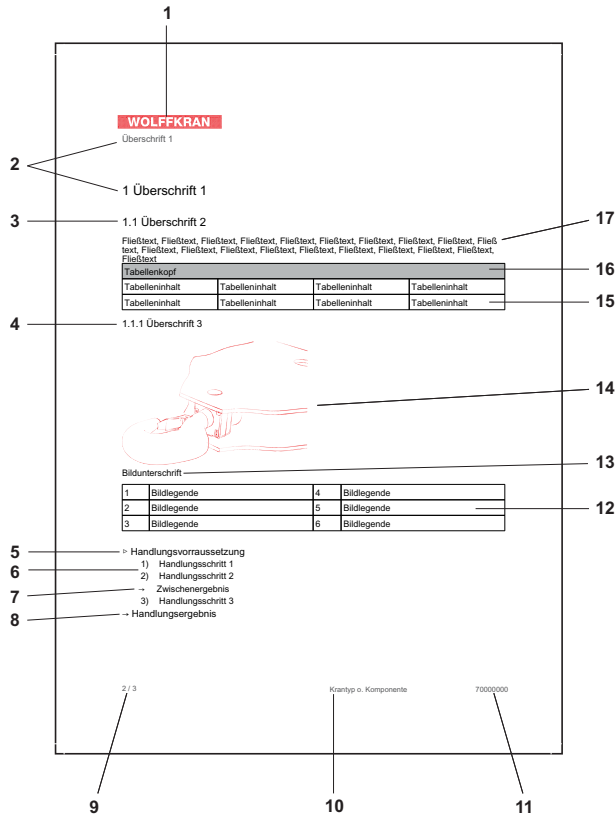 1
WOLFFKRAN
Überschrift 1
2
1 Überschrift 1
3
1.1 Überschrift 2
17
Fließtext, Fließtext, Fließtext, Fließtext, Fließtext, Fließtext, Fließtext, Fließtext, Fließtext, Fließ
text, Fließtext, Fließtext, Fließtext, Fließtext, Fließtext, Fließtext, Fließtext, Fließtext, Fließtext,
Fließtext
Tabellenkopf
16
Tabelleninhalt Tabelleninhalt Tabelleninhalt Tabelleninhalt
Tabelleninhalt Tabelleninhalt Tabelleninhalt Tabelleninhalt
15
4
1.1.1 Überschrift 3
14
Bildunterschrift
13
1 Bildlegende 4 Bildlegende
2 Bildlegende 5 Bildlegende
12
3 Bildlegende 6 Bildlegende
5
▷ Handlungsvorraussetzung
6
1) Handlungsschritt 1
2) Handlungsschritt 2
7
→ Zwischenergebnis
3) Handlungsschritt 3
8
→ Handlungsergebnis
2 / 3 Krantyp o. Komponente 70000000
9 10 11